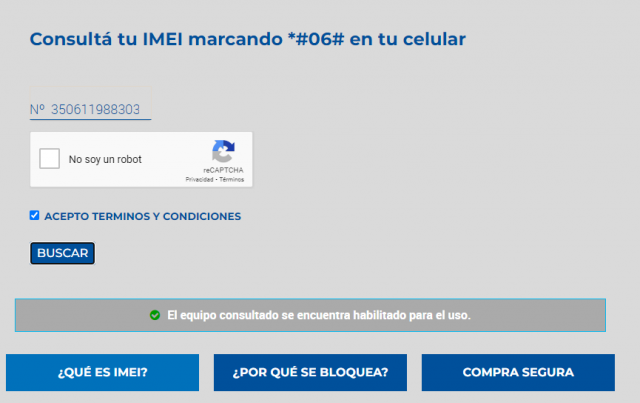 Consultá tu IMEI marcando *#06# en tu celular
Nº 350611988303
No soy un robot
reCAPTCHA
Privacidad • Términos
ACEPTO TERMINOS Y CONDICIONES
BUSCAR
El equipo consultado se encuentra habilitado para el uso.
¿QUÉ ES IMEI? ¿POR QUÉ SE BLOQUEA? COMPRA SEGURA